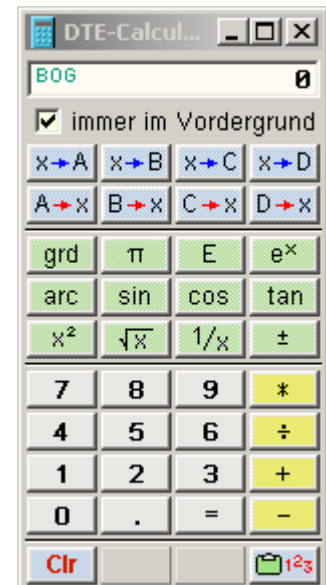 DTE-Calcul...
BOG 0
immer im Vordergrund
x→A x→B x→C x→D
A→x B→x C→x D→x
grd π E eˣ
arc sin cos tan
x² √x 1/x ±
7 8 9 *
4 5 6 ÷
1 2 3 +
0 . = −
Clr 123